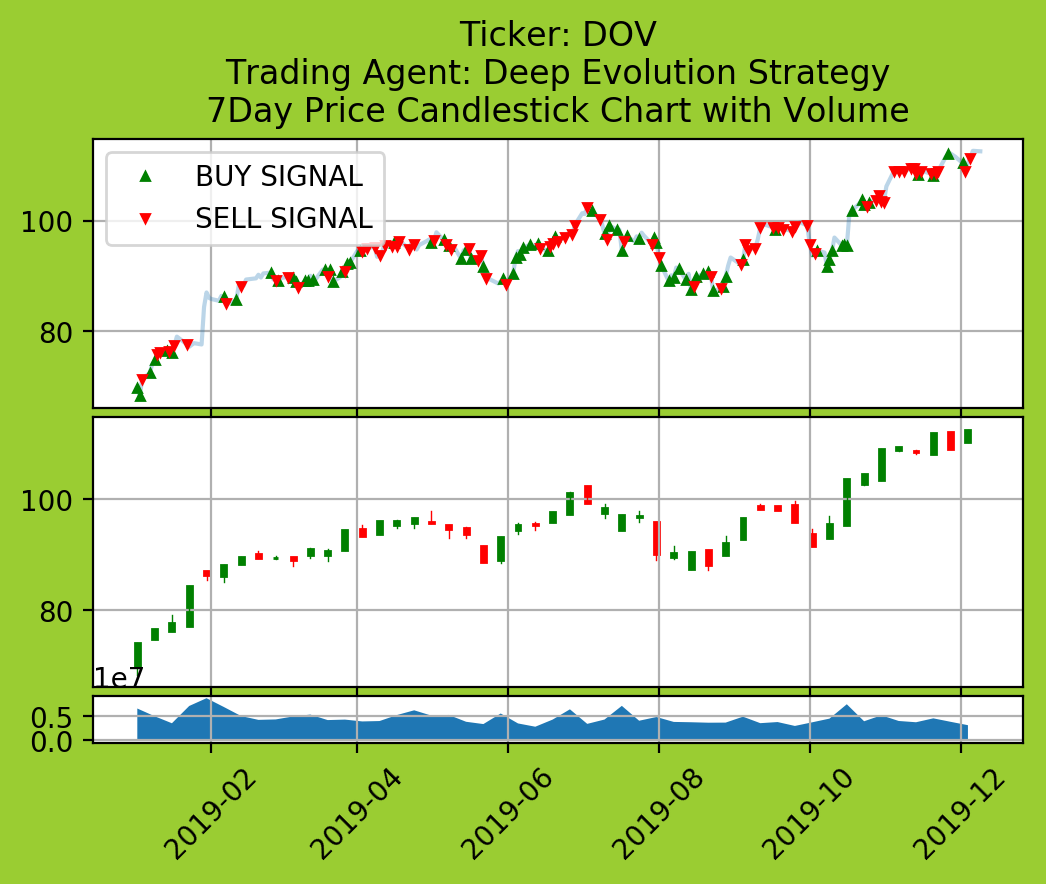 Ticker: DOV
Trading Agent: Deep Evolution Strategy
7Day Price Candlestick Chart with Volume
BUY SIGNAL
SELL SIGNAL
100
80
100
80
1e7
0.5
0.0
2019-02
2019-04
2019-06
2019-08
2019-10
2019-12